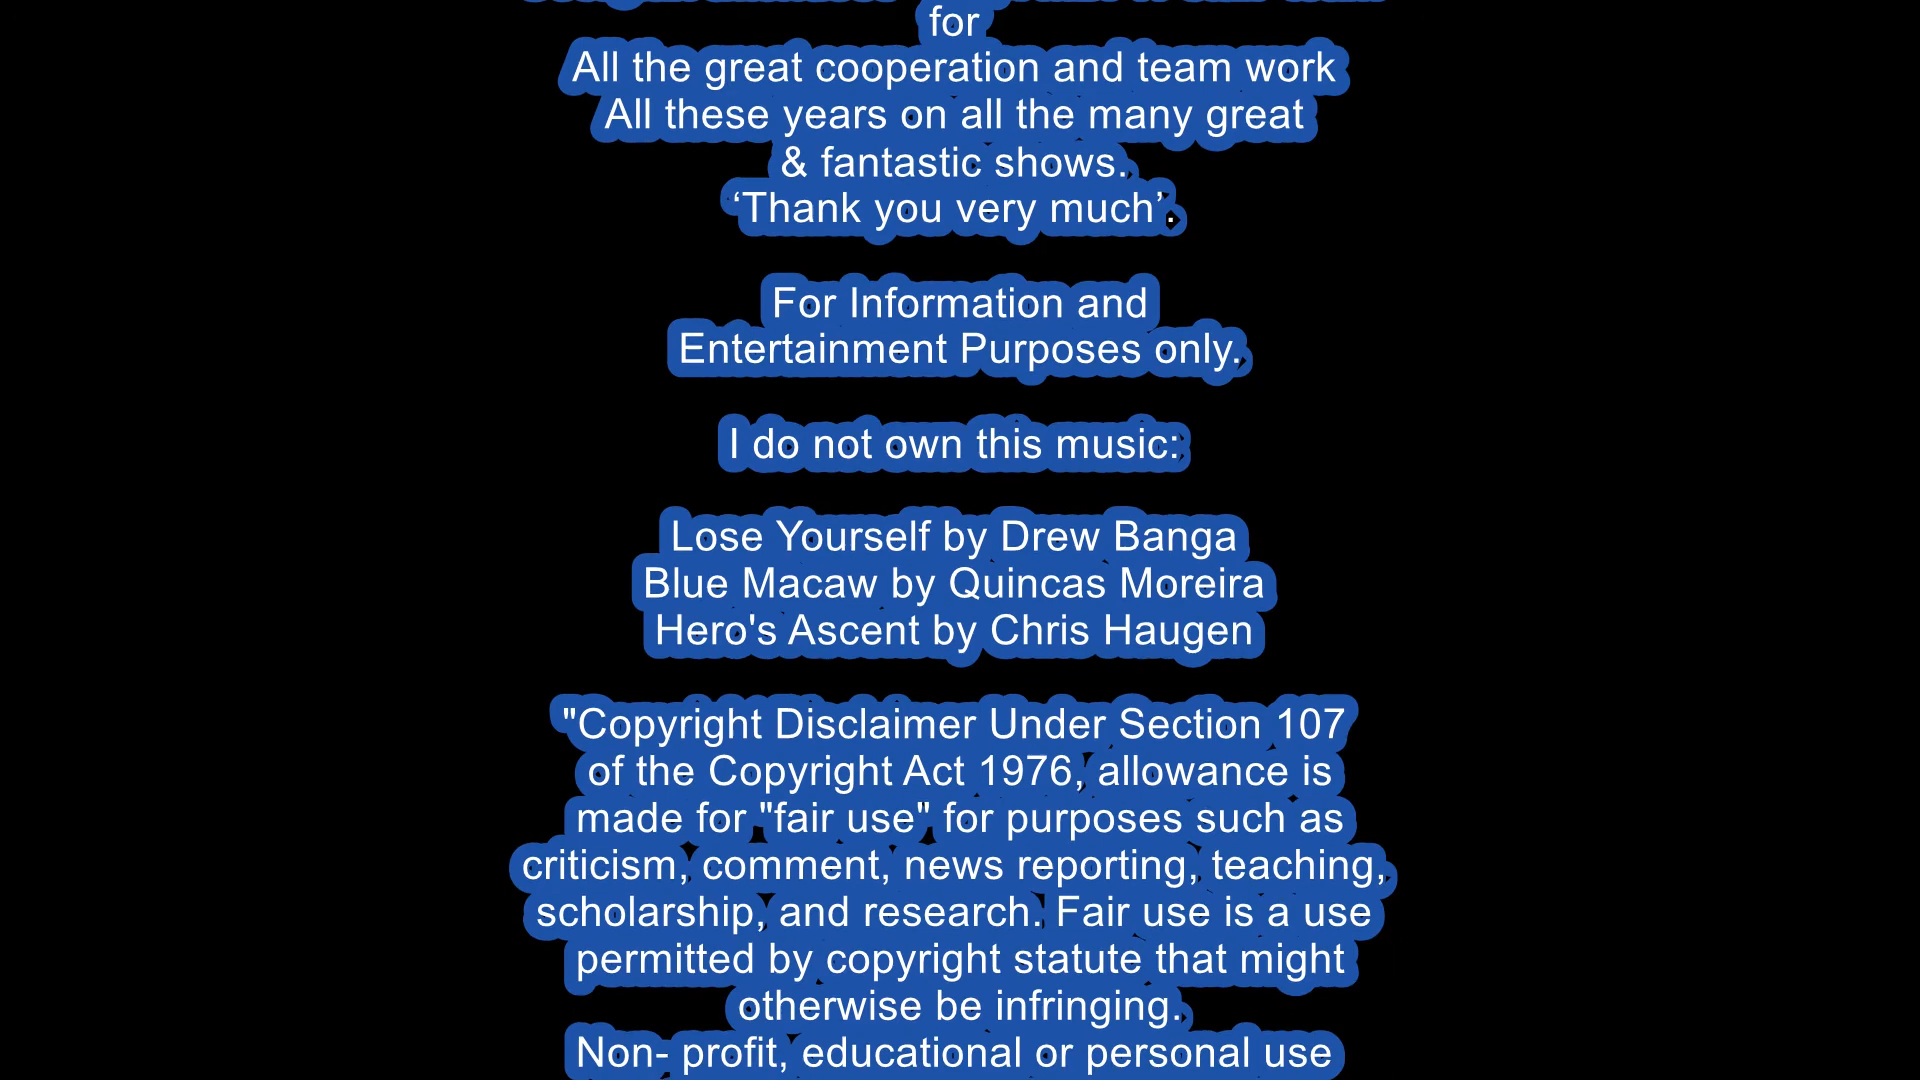 for
All the great cooperation and team work
All these years on all the many great
& fantastic shows.
‘Thank you very much’.
For Information and
Entertainment Purposes only.
I do not own this music:
Lose Yourself by Drew Banga
Blue Macaw by Quincas Moreira
Hero's Ascent by Chris Haugen
"Copyright Disclaimer Under Section 107
of the Copyright Act 1976, allowance is
made for "fair use" for purposes such as
criticism, comment, news reporting, teaching,
scholarship, and research. Fair use is a use
permitted by copyright statute that might
otherwise be infringing.
Non- profit, educational or personal use